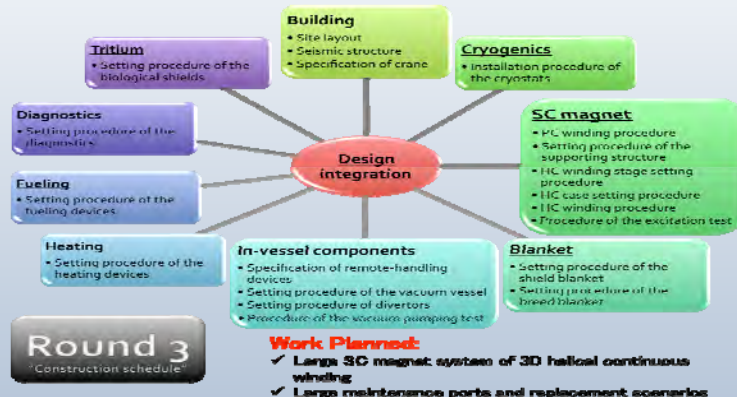 Building
• Site layout
• Seismic structure
• Specification of crane
Tritium
• Setting procedure of the
biological shields
Cryogenics
• Installation procedure of
the cryostats
Diagnostics
• Setting procedure of the
diagnostics
SC magnet
• PC winding procedure
• Setting procedure of the
supporting structure
• HC winding stage setting
procedure
• HC case setting procedure
• HC winding procedure
• Procedure of the excitation test
Design
integration
Fueling
• Setting procedure of the
fueling devices
Heating
• Setting procedure of the
heating devices
In-vessel components
• Specification of remote-handling
devices
• Setting procedure of the vacuum vessel
• Setting procedure of divertors
• Procedure of the vacuum pumping test
Blanket
• Setting procedure of the
shield blanket
• Setting procedure of the
breed blanket
Round 3
"Construction schedule"
Work Planned:
✓ Large SC magnet system of 3D helical continuous
winding
✓ Large maintenance ports and replacement scenarios